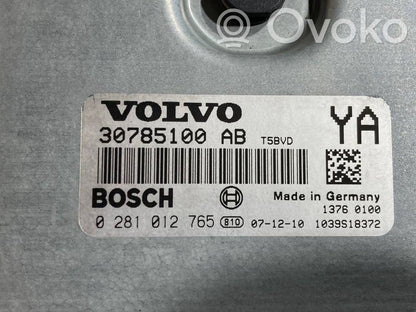 Ovoko
VOLVO
30785100 AB T5BVD YA
BOSCH Made in Germany
1376 0100
0 281 012 765 810 07-12-10 1039S18372